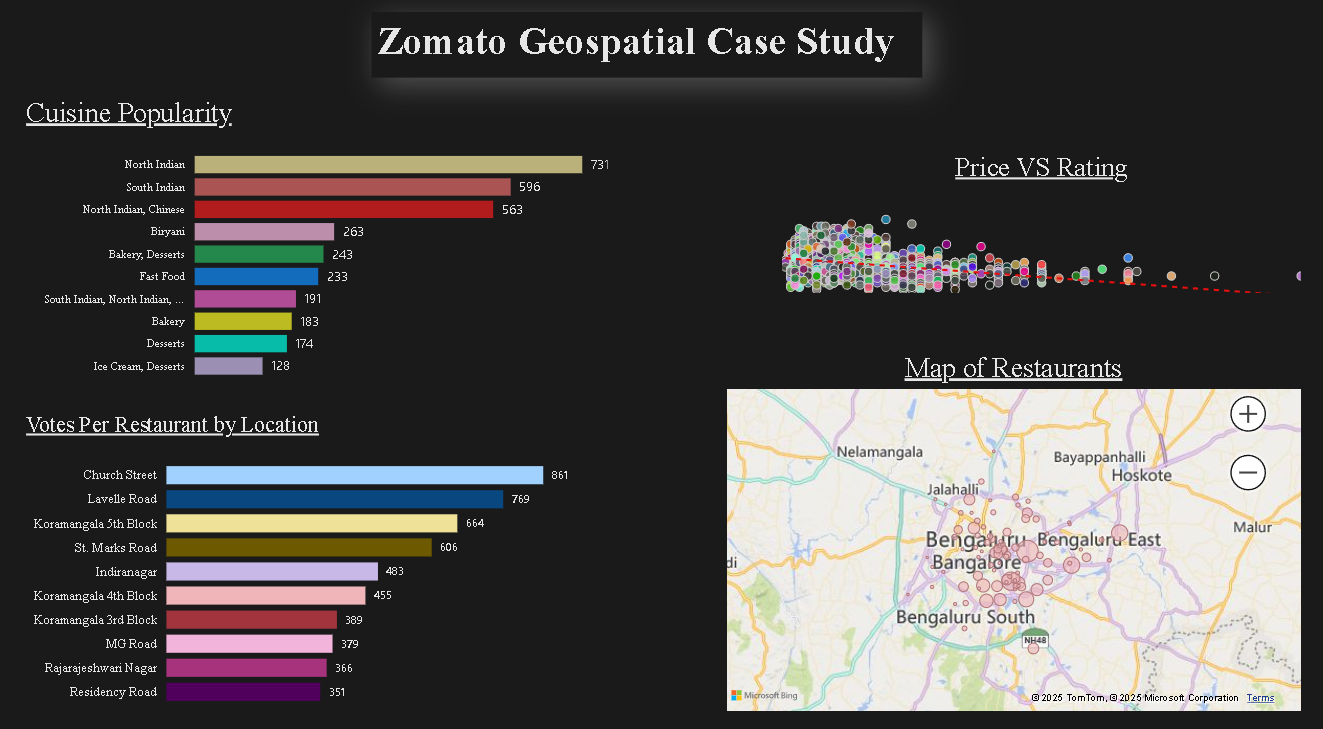 Zomato Geospatial Case Study
Cuisine Popularity
North Indian 731
South Indian 596
North Indian, Chinese 563
Biryani 263
Bakery, Desserts 243
Fast Food 233
South Indian, North Indian, ... 191
Bakery 183
Desserts 174
Ice Cream, Desserts 128
Votes Per Restaurant by Location
Church Street 861
Lavelle Road 769
Koramangala 5th Block 664
St. Marks Road 606
Indiranagar 483
Koramangala 4th Block 455
Koramangala 3rd Block 389
MG Road 379
Rajarajeshwari Nagar 366
Residency Road 351
Price VS Rating
Map of Restaurants
Nelamangala
Bayappanhalli
Hoskote
Jalahalli
Malur
Bengaluru
Bengaluru East
Bangalore
di
Bengaluru South
NH48
Microsoft Bing
© 2025 TomTom, © 2025 Microsoft Corporation Terms